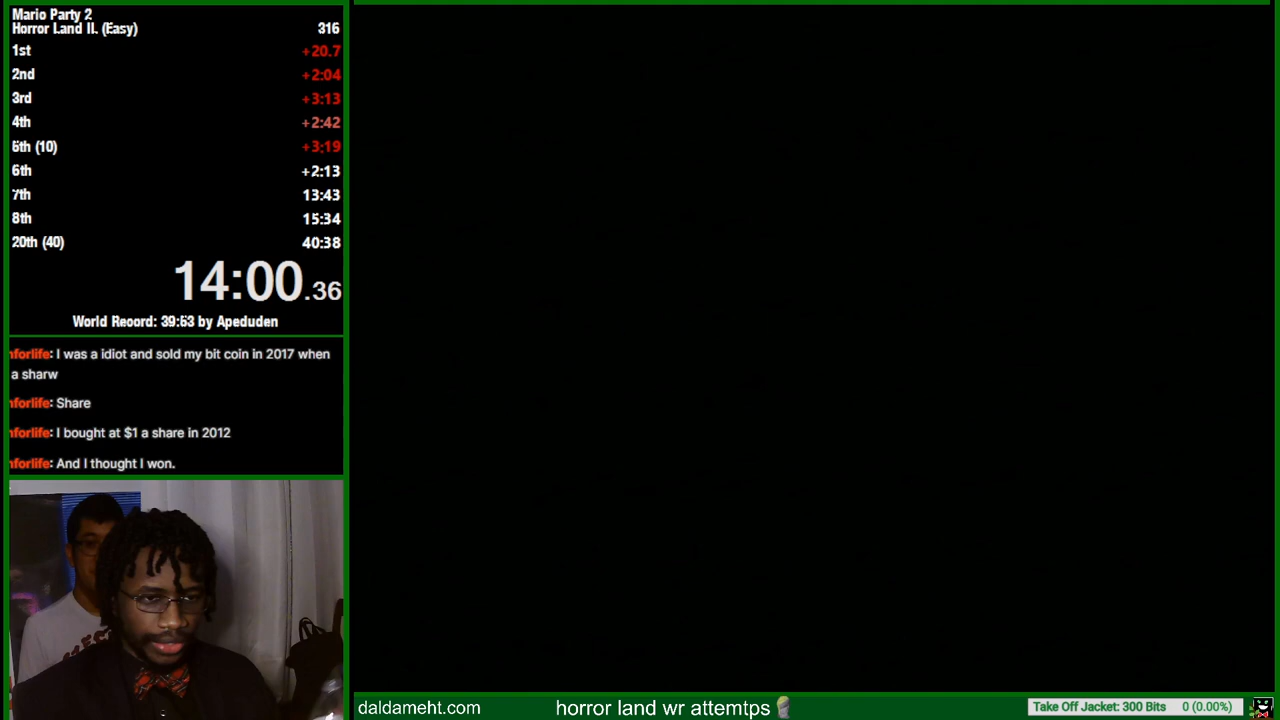 Mario Party 2
Horror Land II. (Easy) 316
1st +20.7
2nd +2:04
3rd +3:13
4th +2:42
5th (10) +3:19
6th +2:13
7th 13:43
8th 15:34
20th (40) 40:38
14:00.36
World Record: 39:53 by Apeduden
nforlife: I was a idiot and sold my bit coin in 2017 when
a sharw
nforlife: Share
nforlife: I bought at $1 a share in 2012
nforlife: And I thought I won.
daldameht.com
horror land wr attemtps
Take Off Jacket: 300 Bits 0 (0.00%)